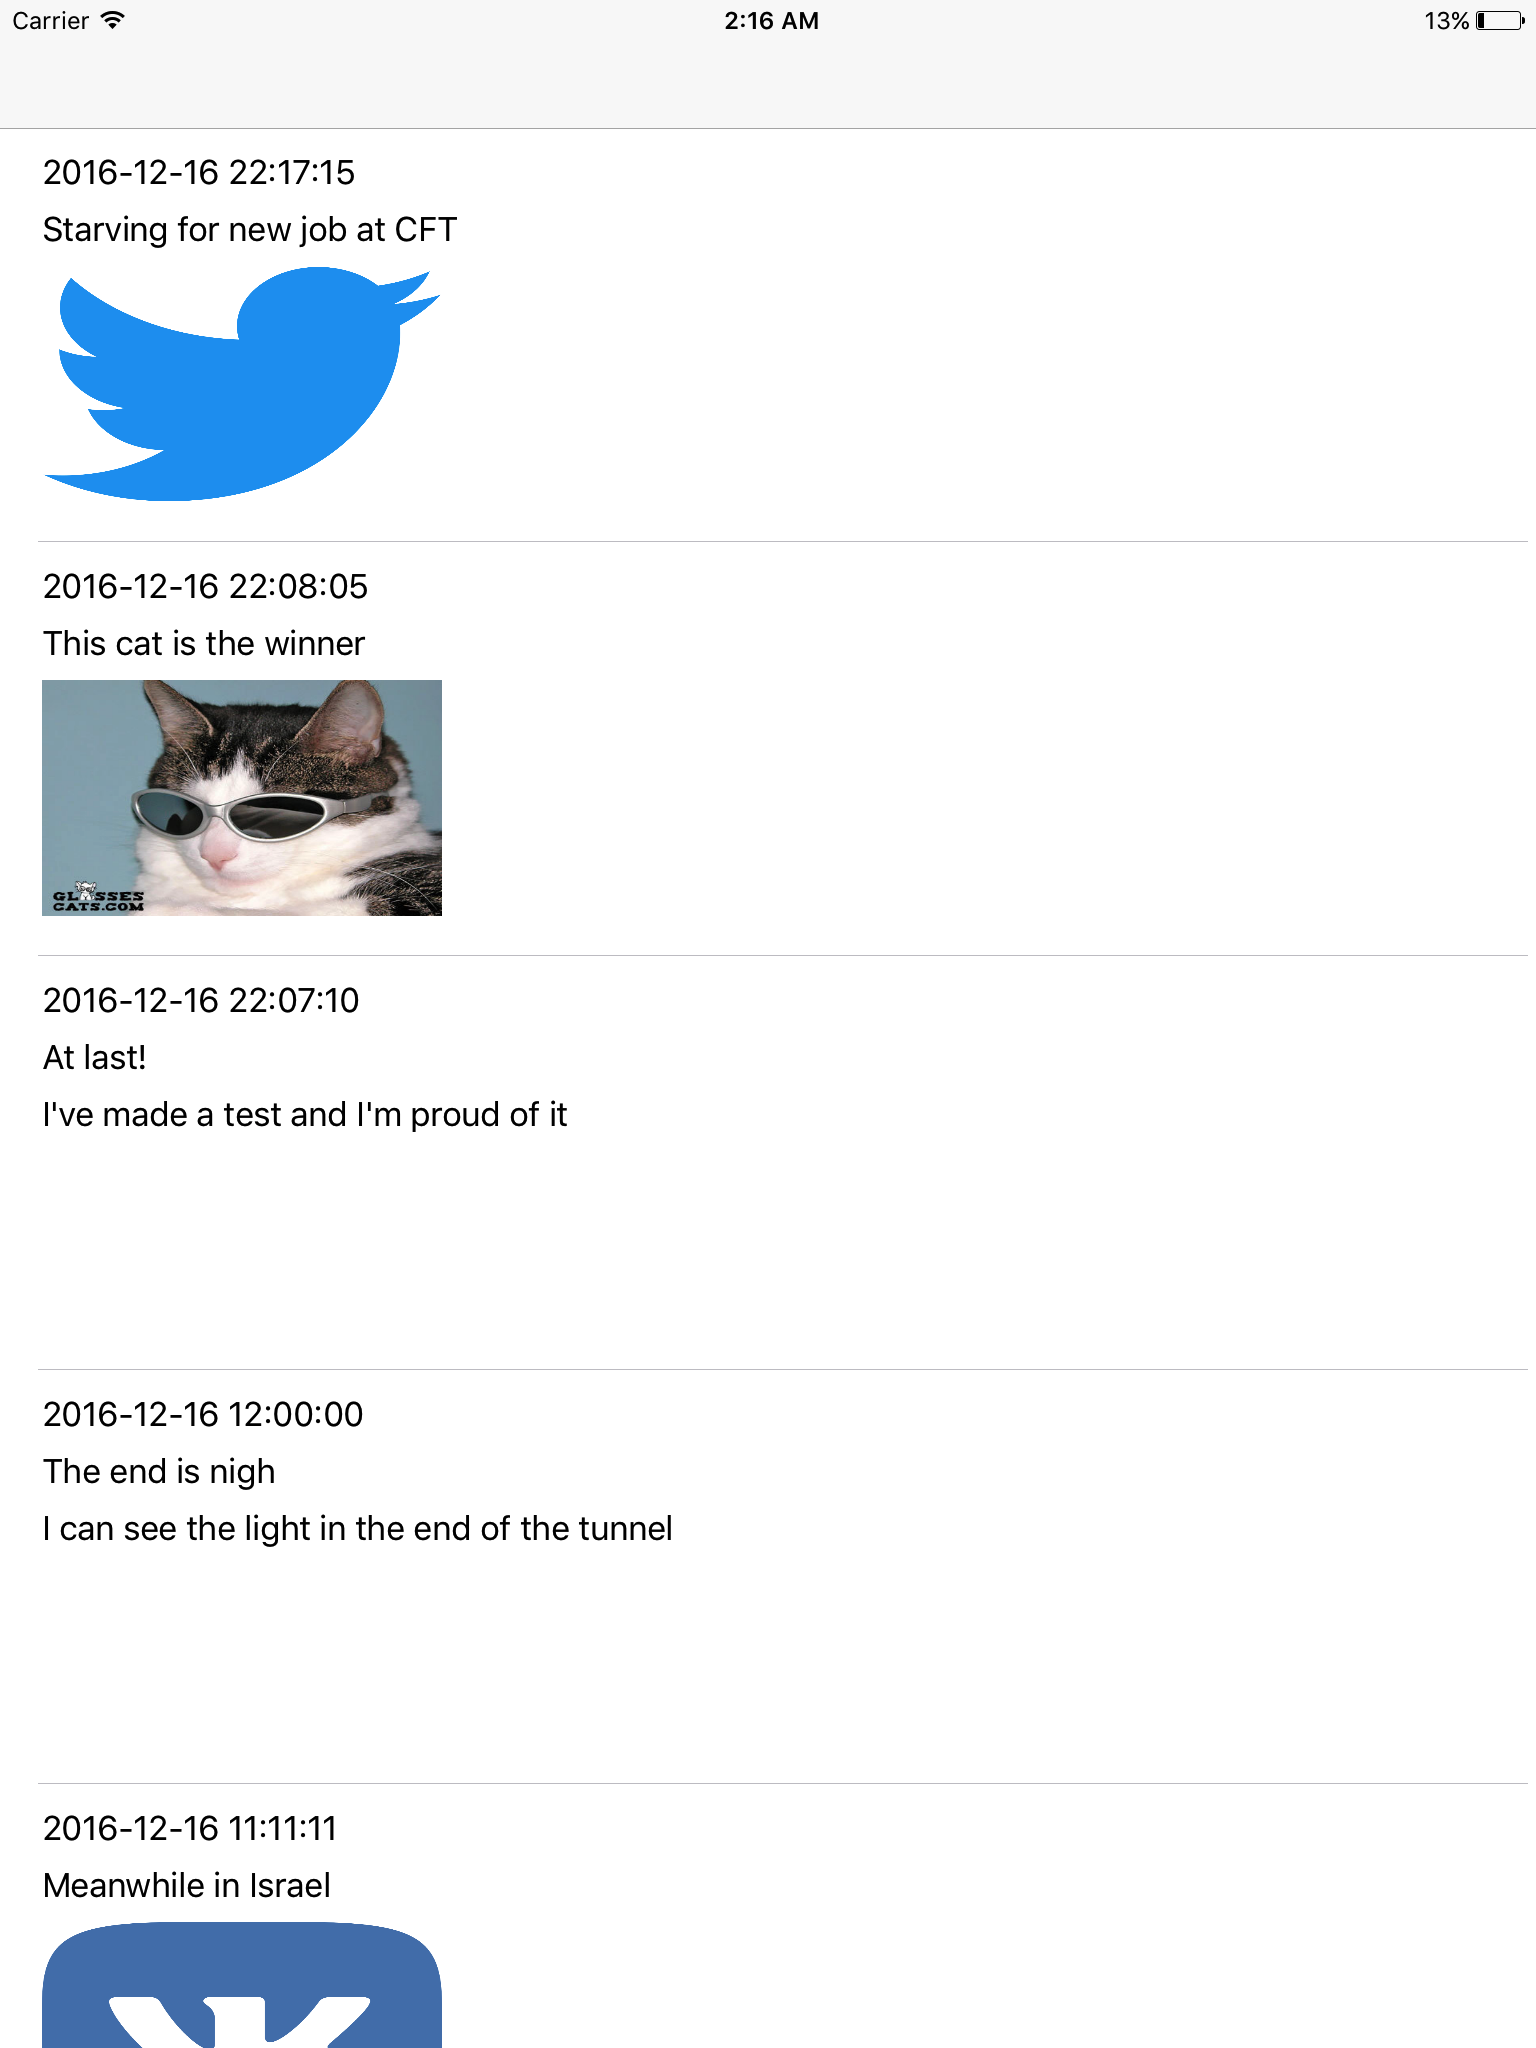 Carrier 2:16 AM 13%
2016-12-16 22:17:15
Starving for new job at CFT
2016-12-16 22:08:05
This cat is the winner
GLASSES
CATS.COM
2016-12-16 22:07:10
At last!
I've made a test and I'm proud of it
2016-12-16 12:00:00
The end is nigh
I can see the light in the end of the tunnel
2016-12-16 11:11:11
Meanwhile in Israel